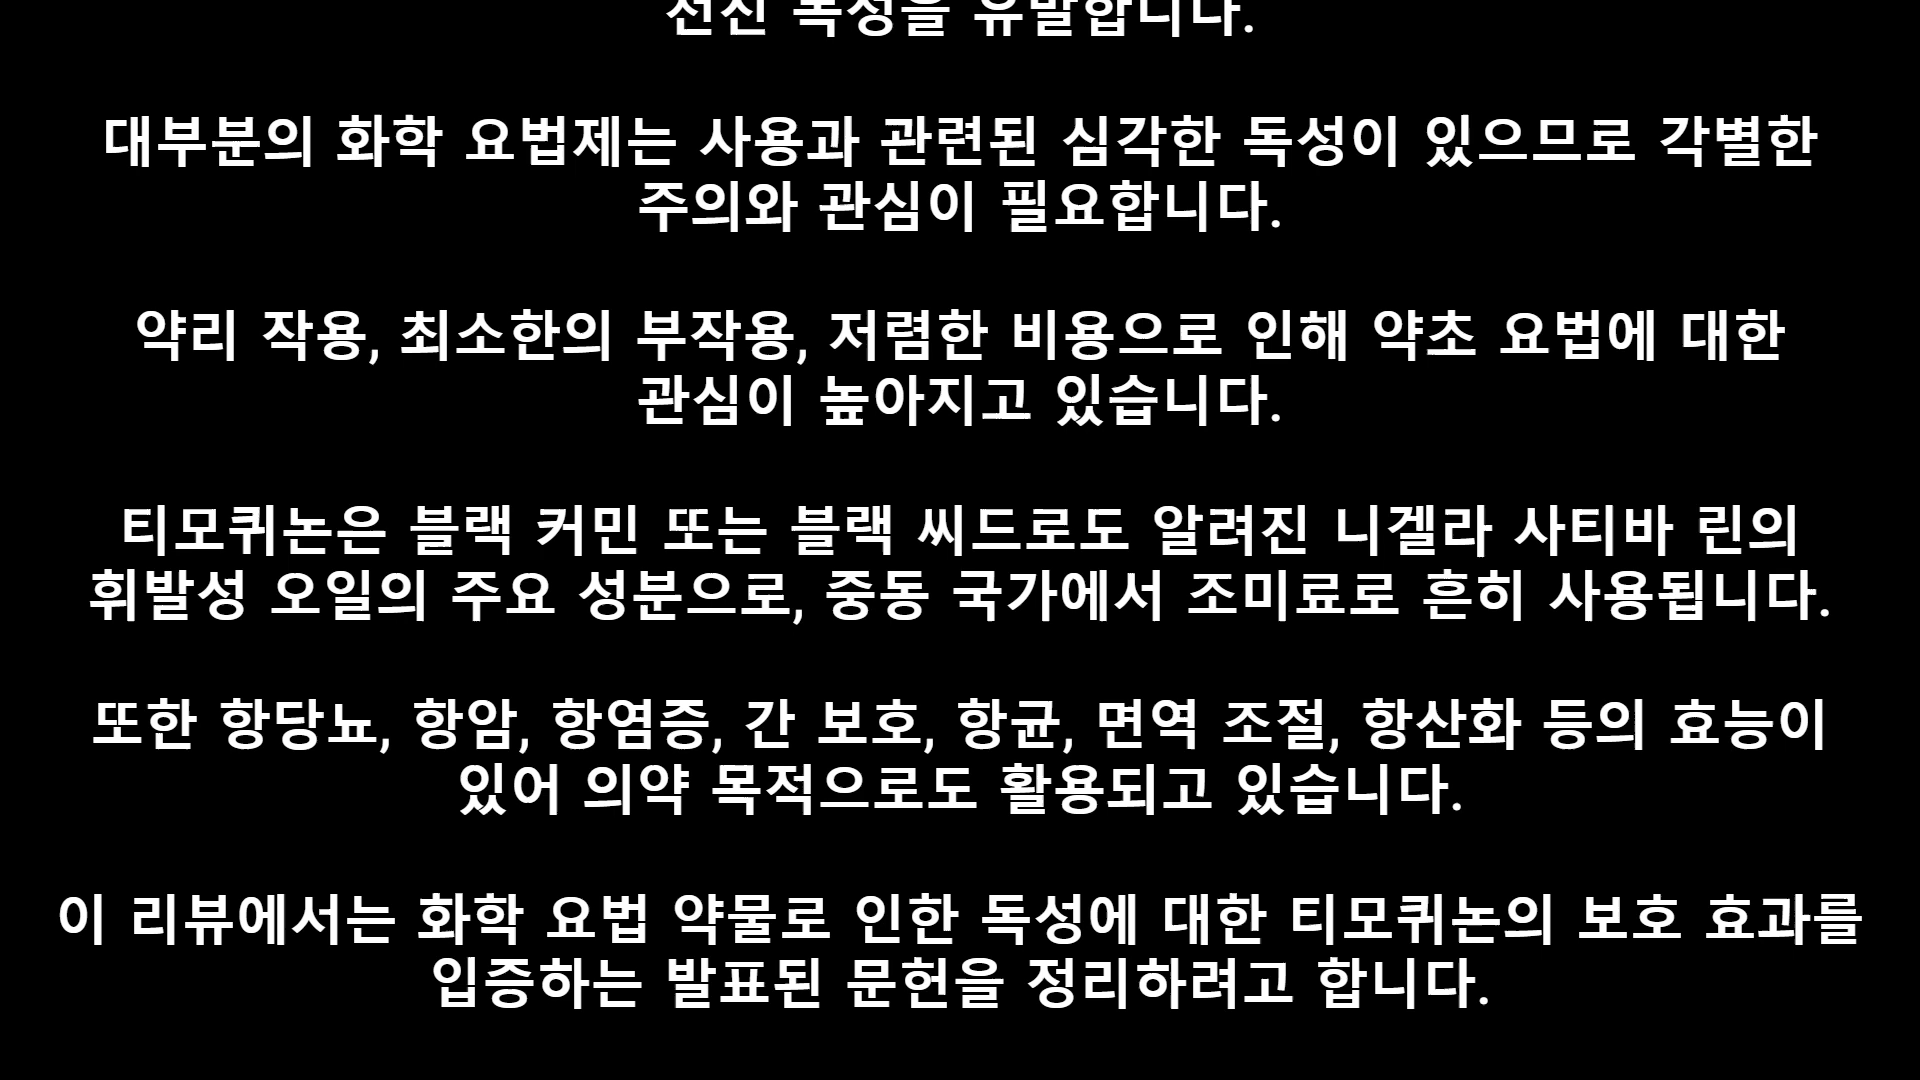 전신 독성을 유발합니다.
대부분의 화학 요법제는 사용과 관련된 심각한 독성이 있으므로 각별한
주의와 관심이 필요합니다.
약리 작용, 최소한의 부작용, 저렴한 비용으로 인해 약초 요법에 대한
관심이 높아지고 있습니다.
티모퀴논은 블랙 커민 또는 블랙 씨드로도 알려진 니겔라 사티바 린의
휘발성 오일의 주요 성분으로, 중동 국가에서 조미료로 흔히 사용됩니다.
또한 항당뇨, 항암, 항염증, 간 보호, 항균, 면역 조절, 항산화 등의 효능이
있어 의약 목적으로도 활용되고 있습니다.
이 리뷰에서는 화학 요법 약물로 인한 독성에 대한 티모퀴논의 보호 효과를
입증하는 발표된 문헌을 정리하려고 합니다.